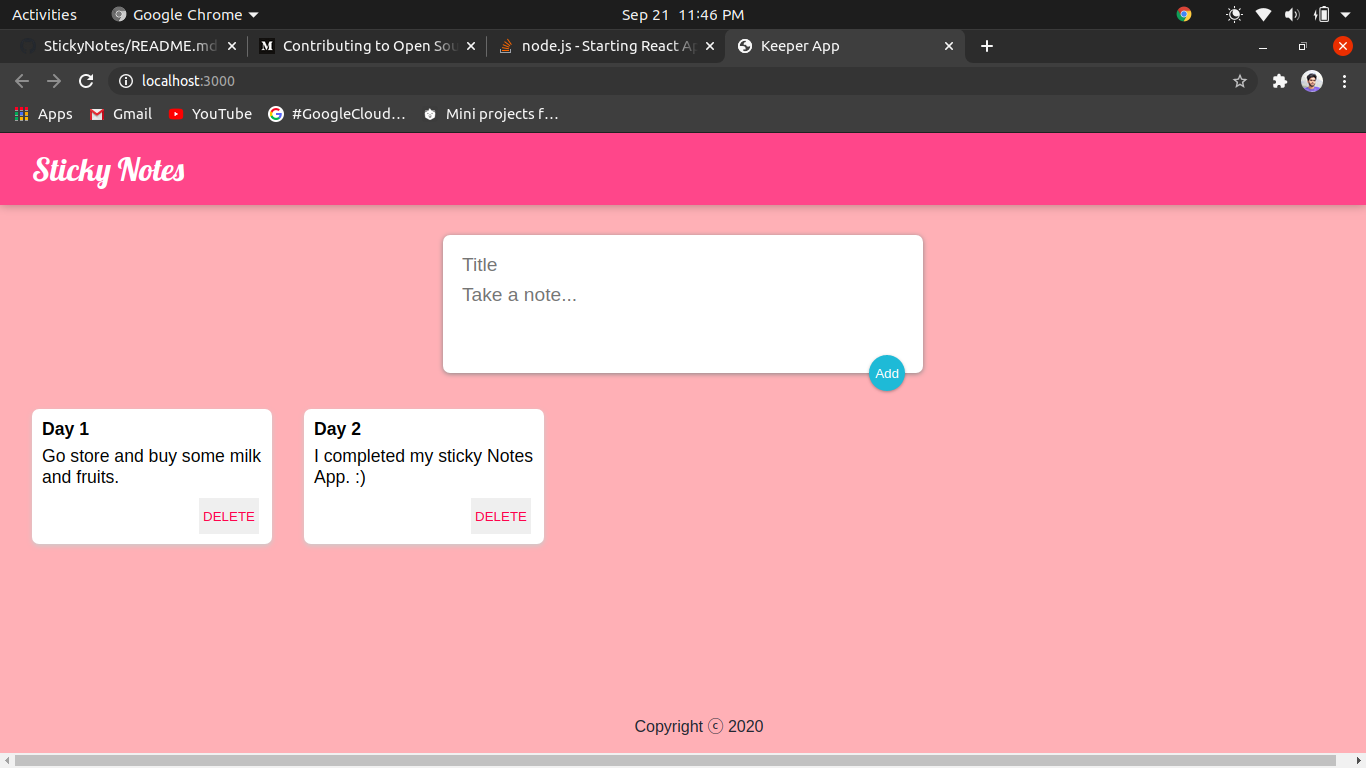 Activities
Google Chrome
Sep 21 11:46 PM
StickyNotes/README.md
Contributing to Open Sou
node.js - Starting React Ap
Keeper App
localhost:3000
Apps
Gmail
YouTube
#GoogleCloud…
Mini projects f…
Sticky Notes
Title
Take a note...
Add
Day 1
Go store and buy some milk
and fruits.
DELETE
Day 2
I completed my sticky Notes
App. :)
DELETE
Copyright ⓒ 2020